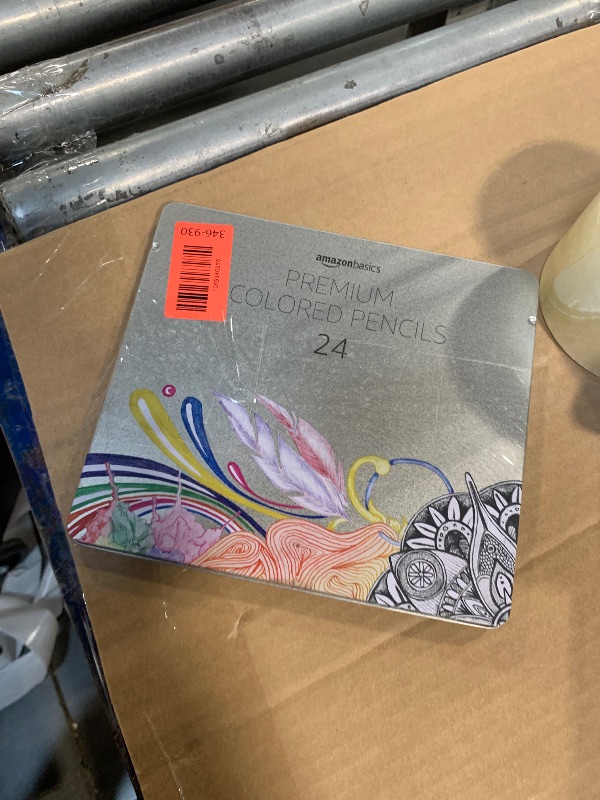 346-930
amazonbasics
PREMIUM
COLORED PENCILS
24